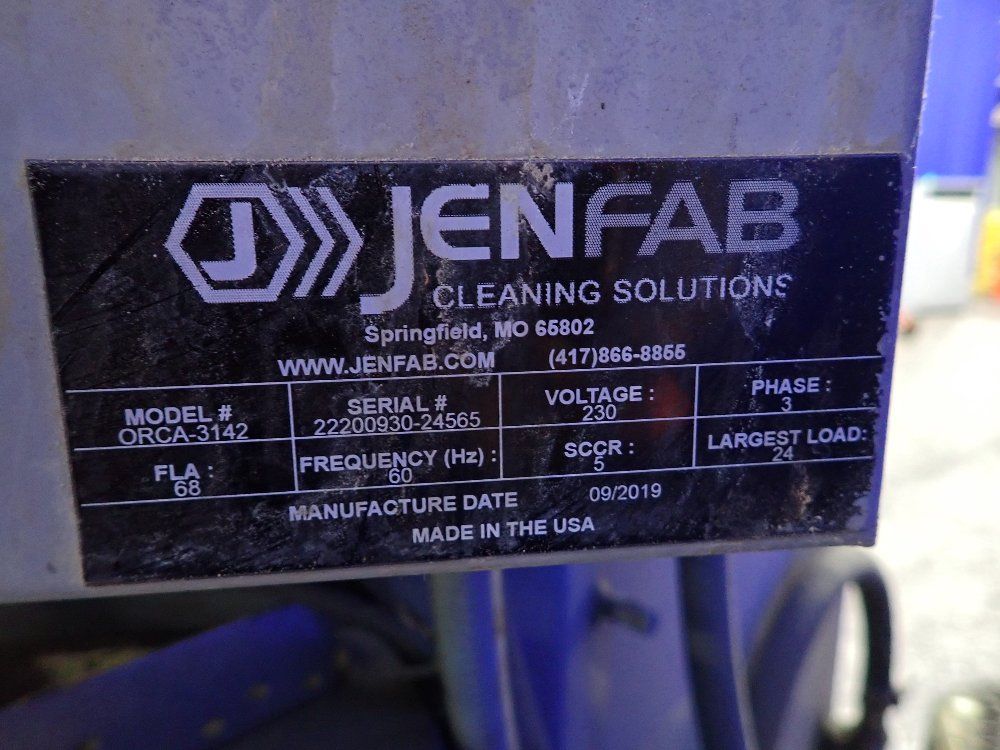 J JENFAB
CLEANING SOLUTIONS
Springfield, MO 65802
WWW.JENFAB.COM (417)866-8855
MODEL # SERIAL # VOLTAGE : PHASE :
ORCA-3142 22200930-24565 230 3
FLA : FREQUENCY (Hz) : SCCR : LARGEST LOAD:
68 60 5 24
MANUFACTURE DATE 09/2019
MADE IN THE USA